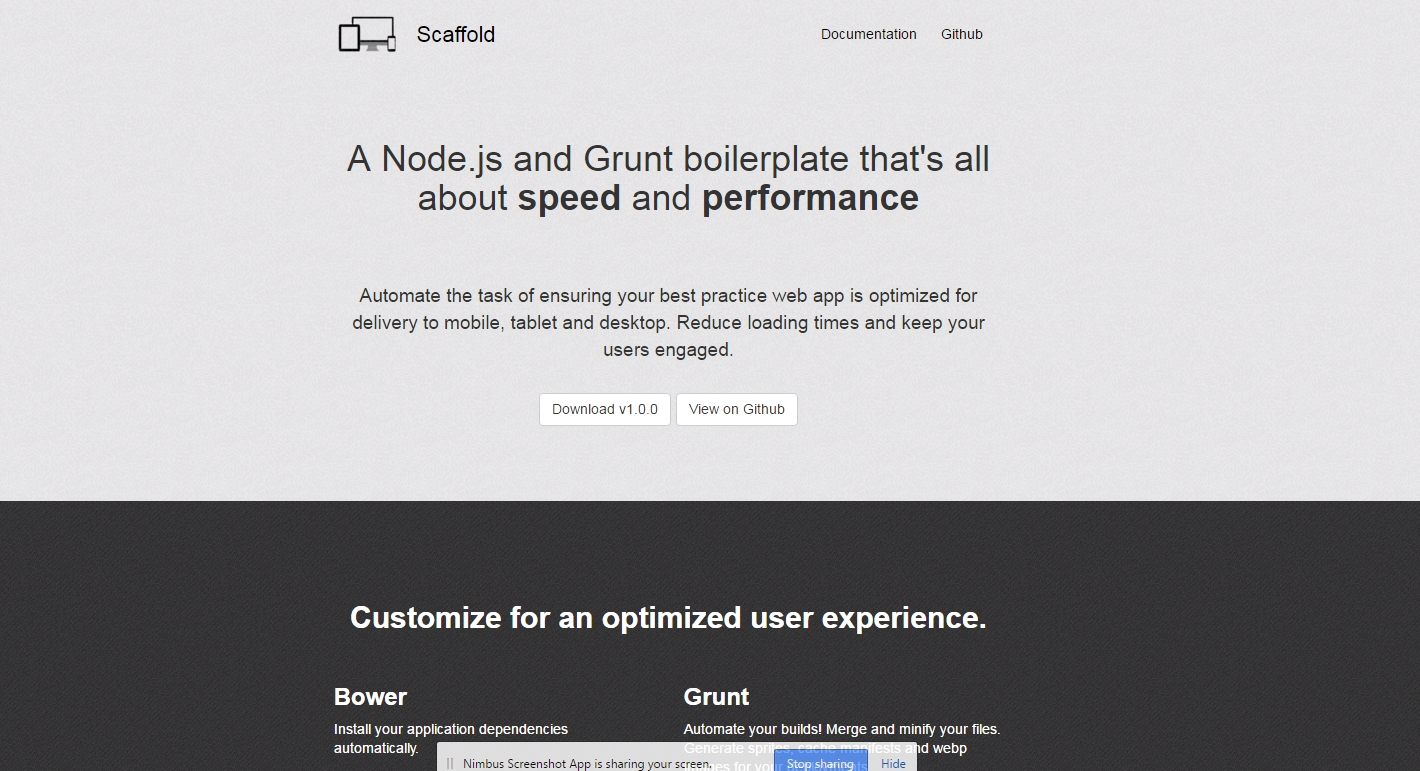 Scaffold
Documentation Github
A Node.js and Grunt boilerplate that's all
about speed and performance
Automate the task of ensuring your best practice web app is optimized for
delivery to mobile, tablet and desktop. Reduce loading times and keep your
users engaged.
Download v1.0.0 View on Github
Customize for an optimized user experience.
Bower
Install your application dependencies
automatically.
Grunt
Automate your builds! Merge and minify your files.
Generate sprites, cache manifests and webp
images for your
Nimbus Screenshot App is sharing your screen.
Stop sharing
Hide